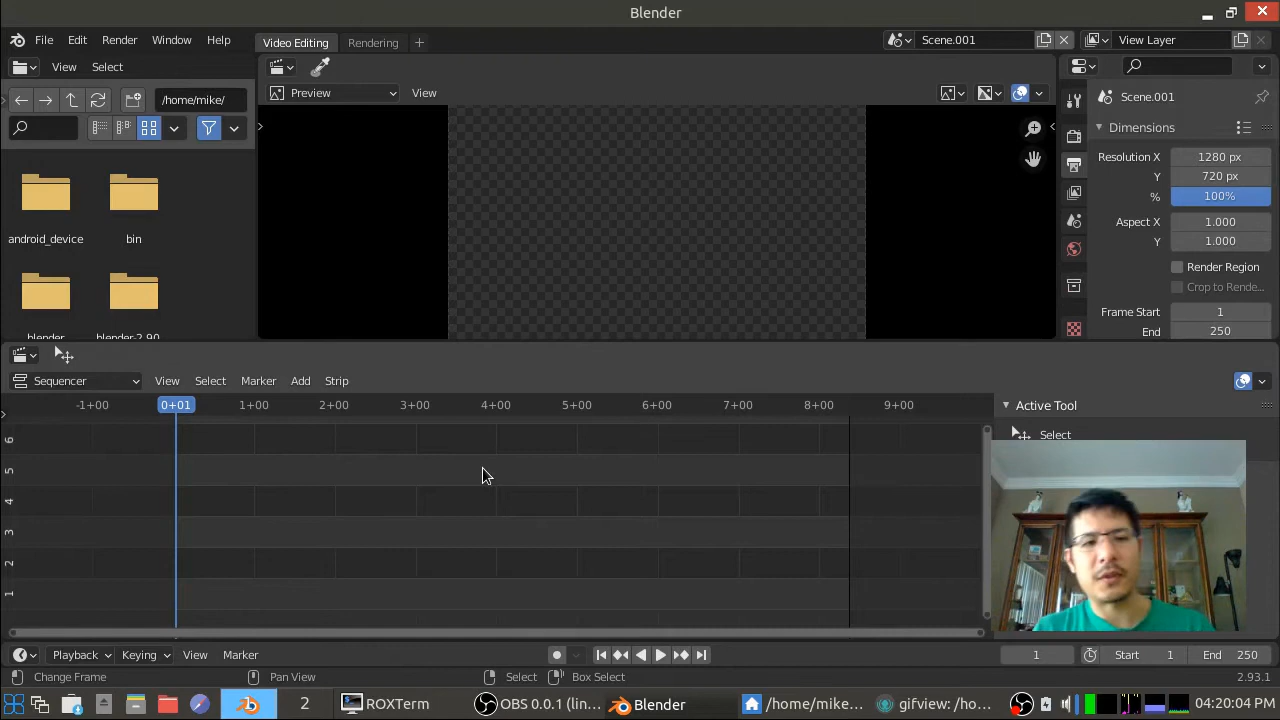 Blender
File Edit Render Window Help
Video Editing Rendering +
Scene.001
View Layer
View Select
Preview View
Scene.001
/home/mike/
Dimensions
Resolution X 1280 px
Y 720 px
% 100%
Aspect X 1.000
Y 1.000
Render Region
Crop to Rende...
Frame Start 1
End 250
android_device bin
blender blender-2.90
Sequencer View Select Marker Add Strip
-1+00 0+01 1+00 2+00 3+00 4+00 5+00 6+00 7+00 8+00 9+00
Active Tool
Select
6
5
4
3
2
1
Playback Keying View Marker
1 Start 1 End 250
Change Frame Pan View Select Box Select 2.93.1
2 ROXTerm OBS 0.0.1 (lin... Blender /home/mike... gifview: /ho... 04:20:04 PM